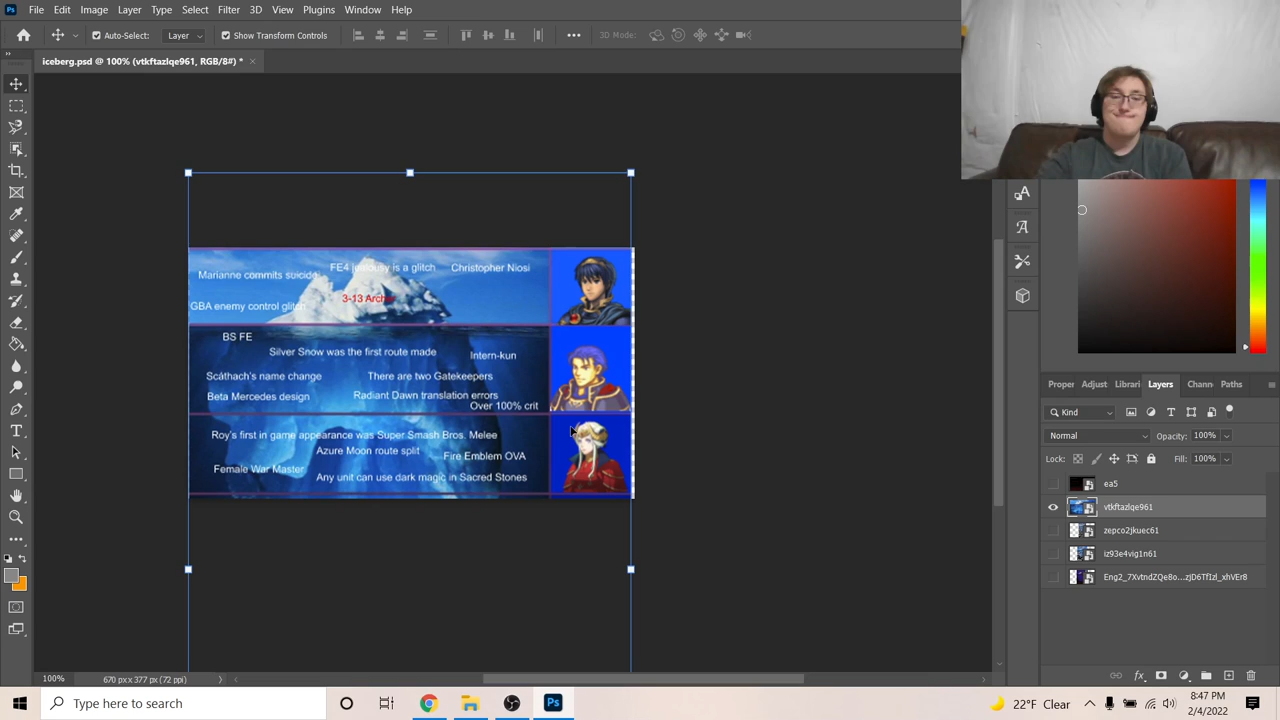 Ps File Edit Image Layer Type Select Filter 3D View Plugins Window Help
Auto-Select: Layer Show Transform Controls 3D Mode:
iceberg.psd @ 100% (vtkftazlqe961, RGB/8#) *
Marianne commits suicide FE4 jealousy is a glitch Christopher Niosi
GBA enemy control glitch 3-13 Archer
BS FE
Silver Snow was the first route made Intern-kun
Scáthach's name change There are two Gatekeepers
Beta Mercedes design Radiant Dawn translation errors
Over 100% crit
Roy's first in game appearance was Super Smash Bros. Melee
Azure Moon route split Fire Emblem OVA
Female War Master
Any unit can use dark magic in Sacred Stones
Proper Adjust Librari Layers Chann Paths
Kind
Normal Opacity: 100%
Lock: Fill: 100%
ea5
vtkftazlqe961
zepco2jkuec61
iz93e4vig1n61
Eng2_7XvtndZQe8o...zjD6TfIzl_xhVEr8
100% 670 px x 377 px (72 ppi)
Type here to search
Ps
22°F Clear
8:47 PM
2/4/2022